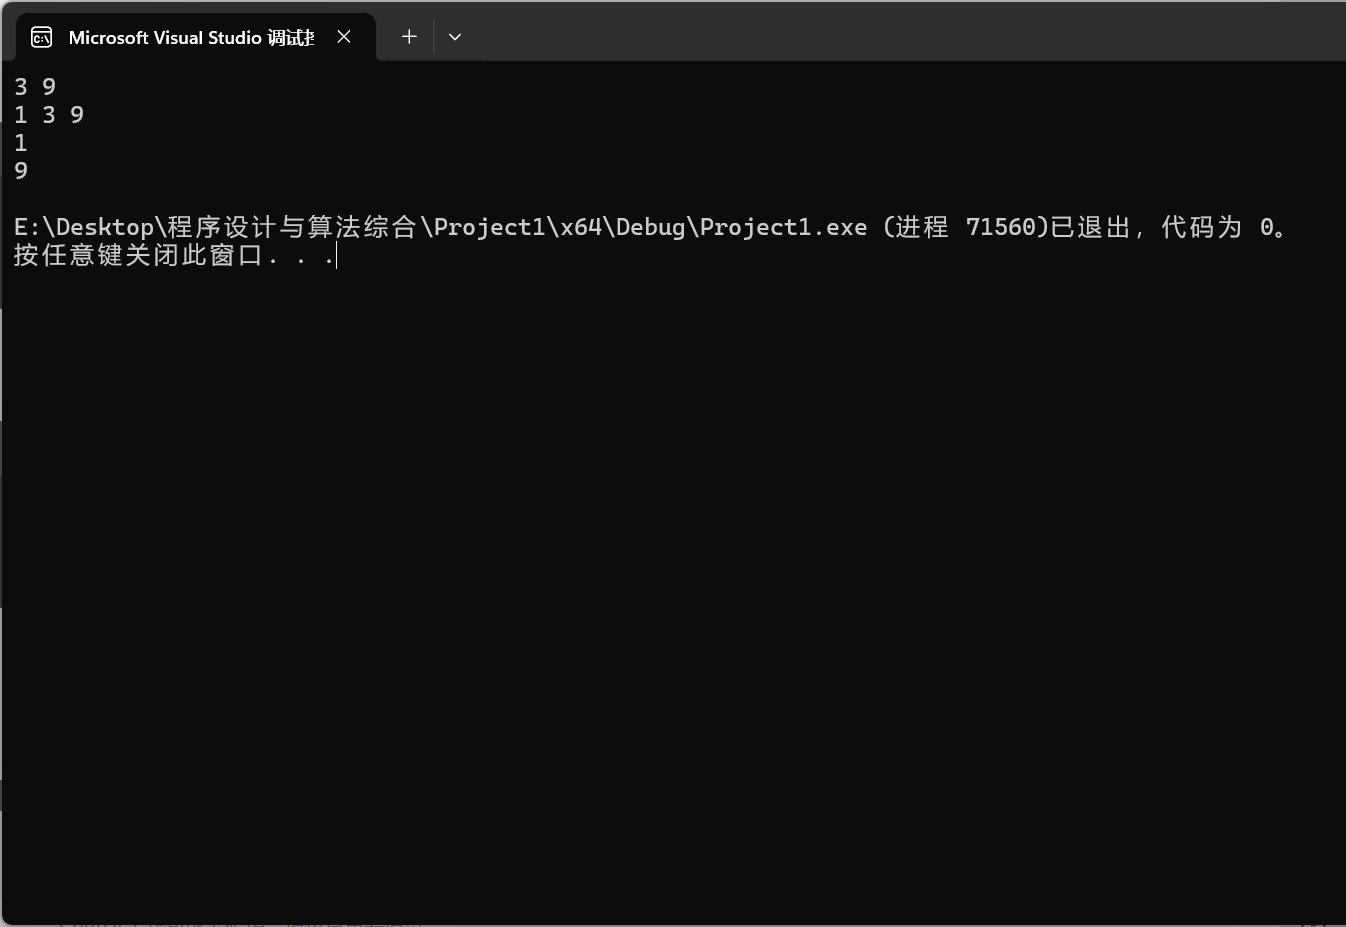 Microsoft Visual Studio 调试
3 9
1 3 9
1
9
E:\Desktop\程序设计与算法综合\Project1\x64\Debug\Project1.exe (进程 71560)已退出，代码为 0。
按任意键关闭此窗口. . .